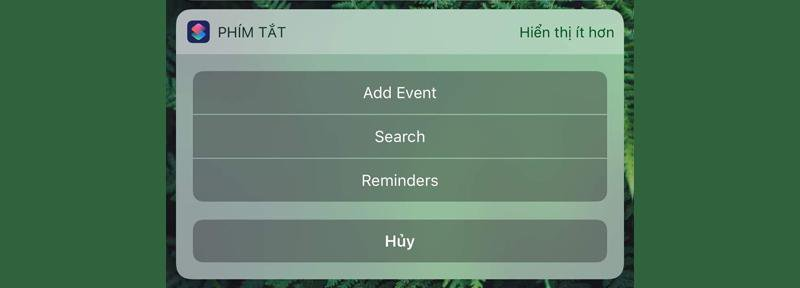 PHÍM TẮT Hiển thị ít hơn
Add Event
Search
Reminders
Hủy